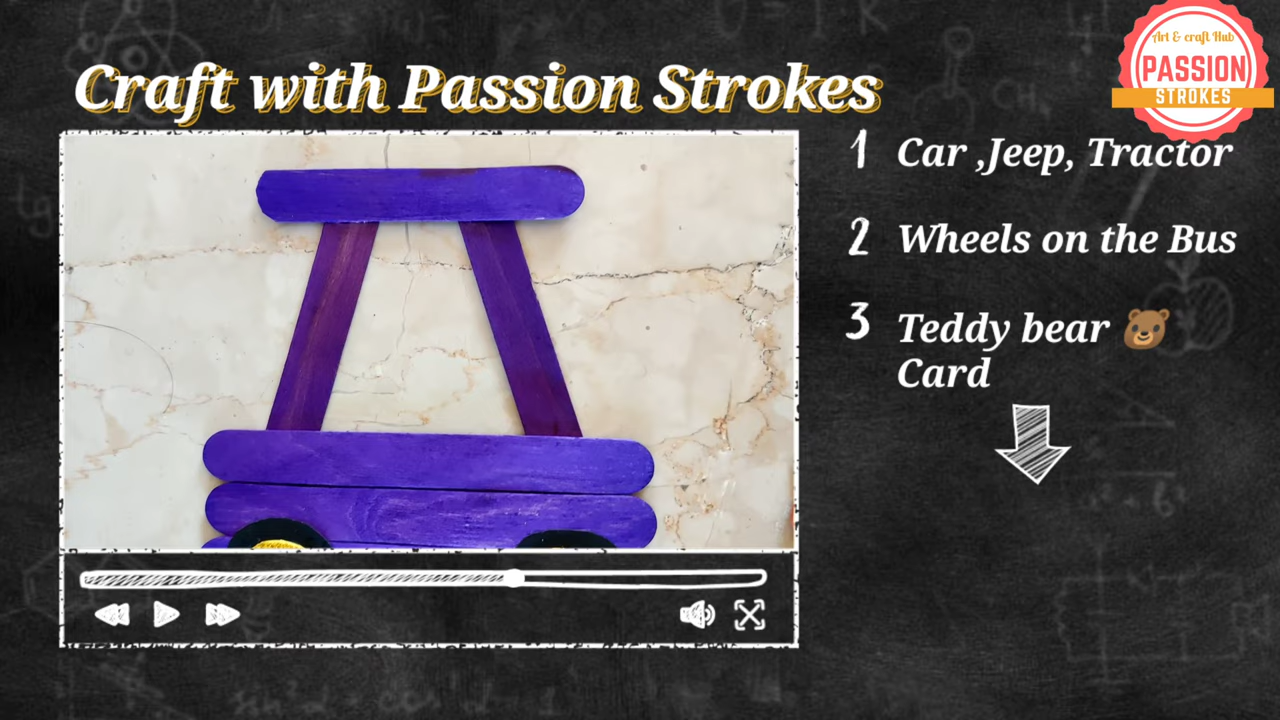 Art & craft Hub
PASSION
STROKES
Craft with Passion Strokes
1 Car ,Jeep, Tractor
2 Wheels on the Bus
3 Teddy bear 🐻
Card